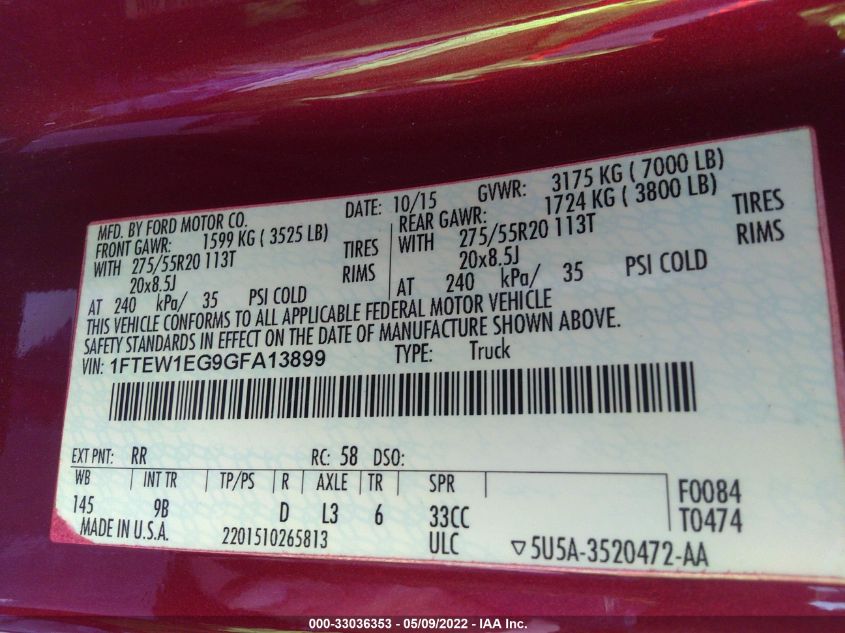 MFD. BY FORD MOTOR CO. DATE: 10/15 GVWR: 3175 KG ( 7000 LB)
FRONT GAWR: 1599 KG ( 3525 LB) REAR GAWR: 1724 KG ( 3800 LB)
WITH 275/55R20 113T TIRES WITH 275/55R20 113T TIRES
20x8.5J RIMS 20x8.5J RIMS
AT 240 kPa/ 35 PSI COLD AT 240 kPa/ 35 PSI COLD
THIS VEHICLE CONFORMS TO ALL APPLICABLE FEDERAL MOTOR VEHICLE
SAFETY STANDARDS IN EFFECT ON THE DATE OF MANUFACTURE SHOWN ABOVE.
VIN: 1FTEW1EG9GFA13899 TYPE: Truck
EXT PNT: RR RC: 58 DSO:
WB INT TR TP/PS R AXLE TR SPR F0084
145 9B D L3 6 33CC T0474
MADE IN U.S.A. 2201510265813 ULC ▽5U5A-3520472-AA
000-33036353 - 05/09/2022 - IAA Inc.